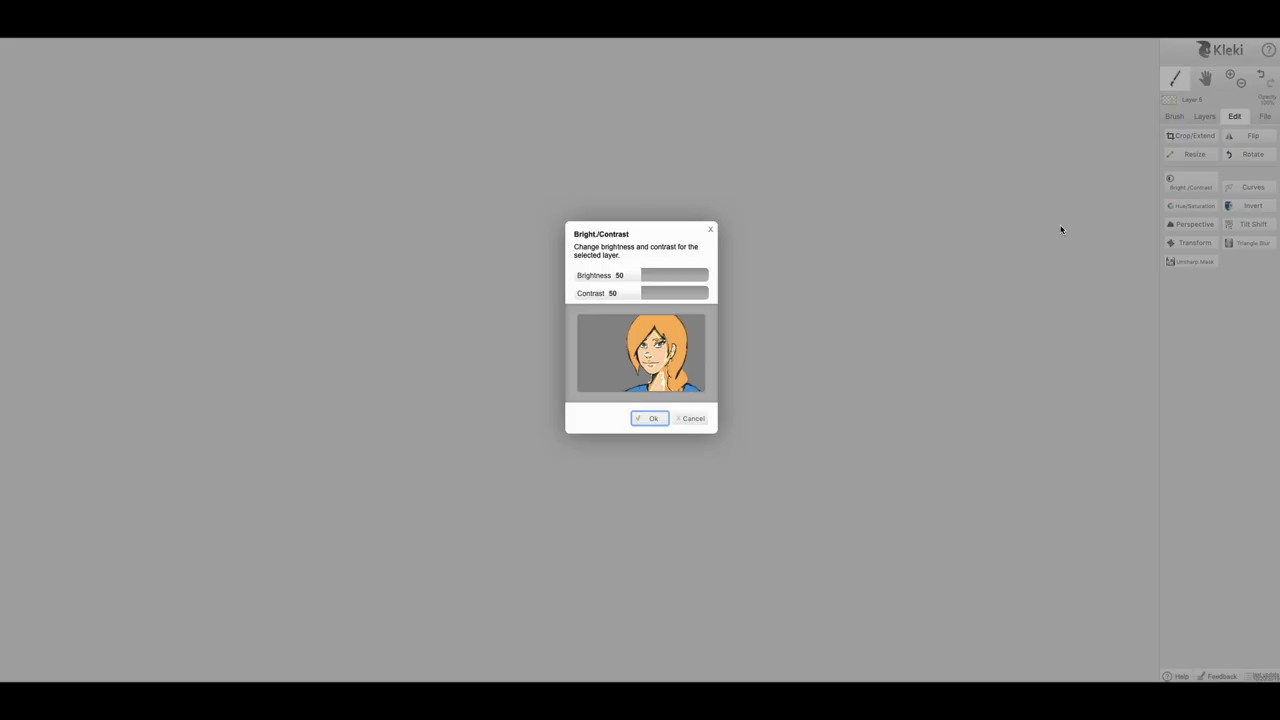 Kleki
Layer 6
Opacity
100%
Brush Layers Edit File
Crop/Extend Flip
Resize Rotate
Bright./Contrast Curves
Hue/Saturation Invert
Perspective Tilt Shift
Transform Triangle Blur
Unsharp Mask
Bright./Contrast X
Change brightness and contrast for the
selected layer.
Brightness 50
Contrast 50
Ok Cancel
Help Feedback